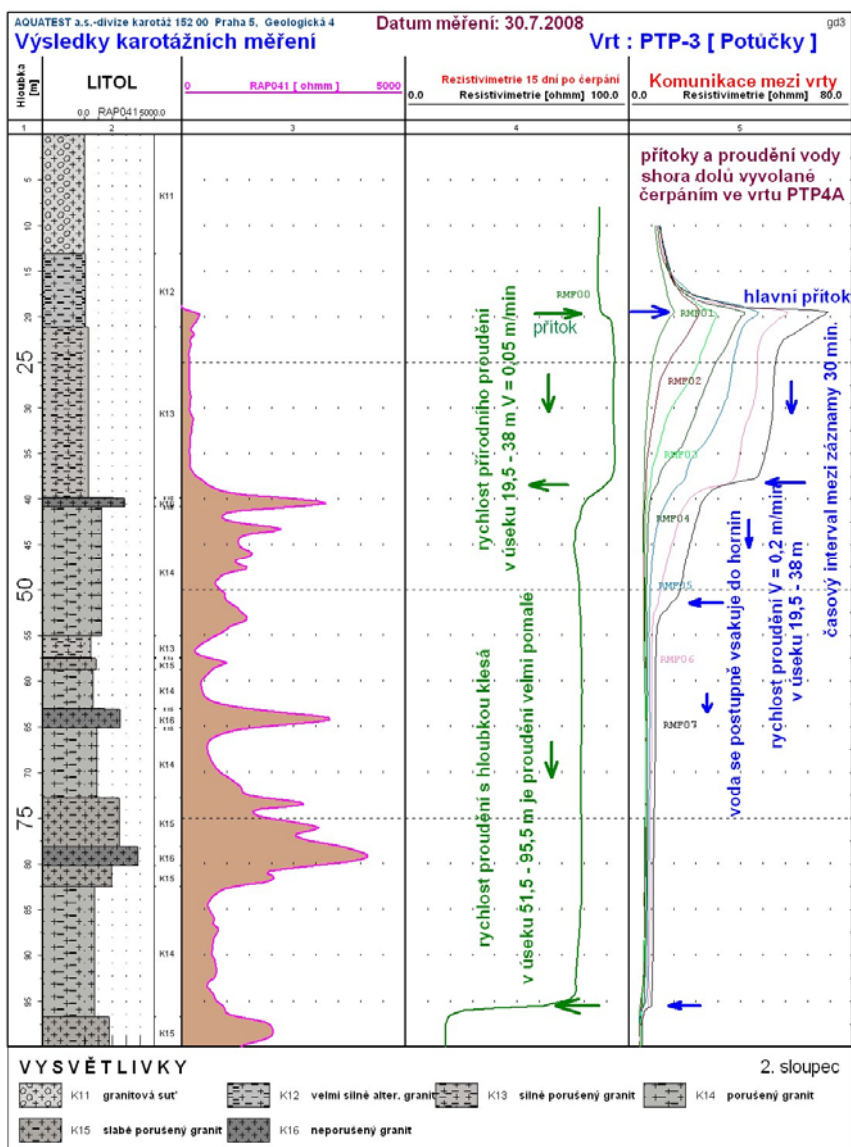 AQUATEST a.s.-divize karotáž 152 00 Praha 5, Geologická 4
Datum měření: 30.7.2008
gd3
Výsledky karotážních měření
Vrt : PTP-3 [ Potůčky ]
Hloubka [m]
LITOL
0.0 RAP041 5000.0
0 5000
RAP041 [ ohmm ]
Rezistivimetrie 15 dní po čerpání
Resistivimetrie [ohmm] 100.0
0.0
Komunikace mezi vrty
0.0 Resistivimetrie [ohmm] 80.0
1 2 3 4 5
5
10
15
20
25
30
35
40
45
50
55
60
65
70
75
80
85
90
95
K11
K12
K13
K16
K14
K13
K15
K14
K16
K14
K15
K16
K15
K14
K15
RMF00
přítok
rychlost přírodního proudění
v úseku 19,5 - 38 m V = 0,05 m/min
rychlost proudění s hloubkou klesá
v úseku 51,5 - 95,5 m je proudění velmi pomalé
přítoky a proudění vody
shora dolů vyvolané
čerpáním ve vrtu PTP4A
hlavní přítok
RMF01
RMF02
RMF03
RMF04
RMF05
RMF06
RMF07
voda se postupně vsakuje do hornin
rychlost proudění V = 0,2 m/min
v úseku 19,5 - 38 m
časový interval mezi záznamy 30 min.
VYSVĚTLIVKY
2. sloupec
K11 granitová suť
K12 velmi silně alter. granit
K13 silně porušený granit
K14 porušený granit
K15 slabě porušený granit
K16 neporušený granit